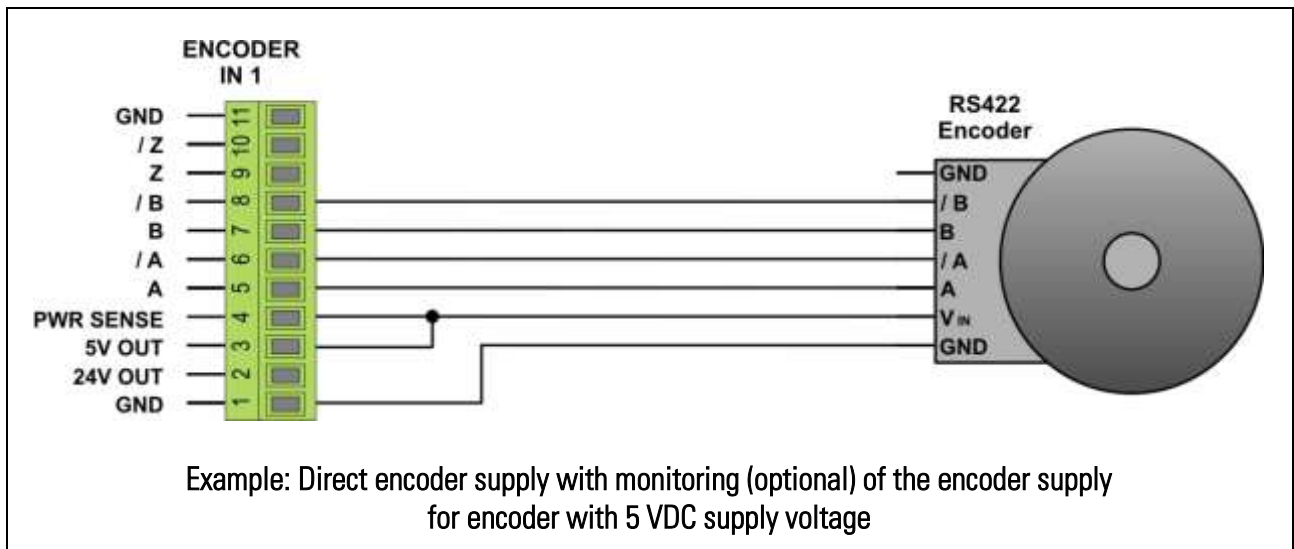 ENCODER
IN 1
GND 11
/ Z 10
Z 9
/ B 8
B 7
/ A 6
A 5
PWR SENSE 4
5V OUT 3
24V OUT 2
GND 1
RS422
Encoder
GND
/ B
B
/ A
A
V IN
GND
Example: Direct encoder supply with monitoring (optional) of the encoder supply
for encoder with 5 VDC supply voltage